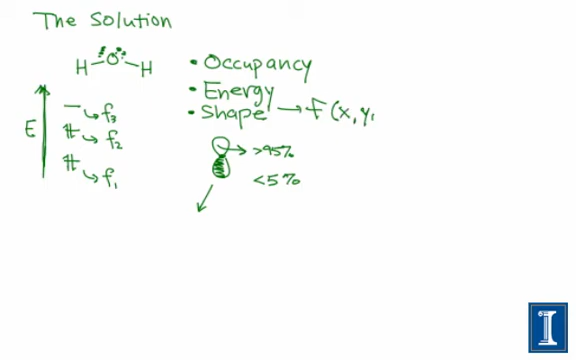 The Solution
H-O-H
• Occupancy
• Energy
• Shape → f(x,y,
E
f₃
f₂
f₁
>95%
<5%
I